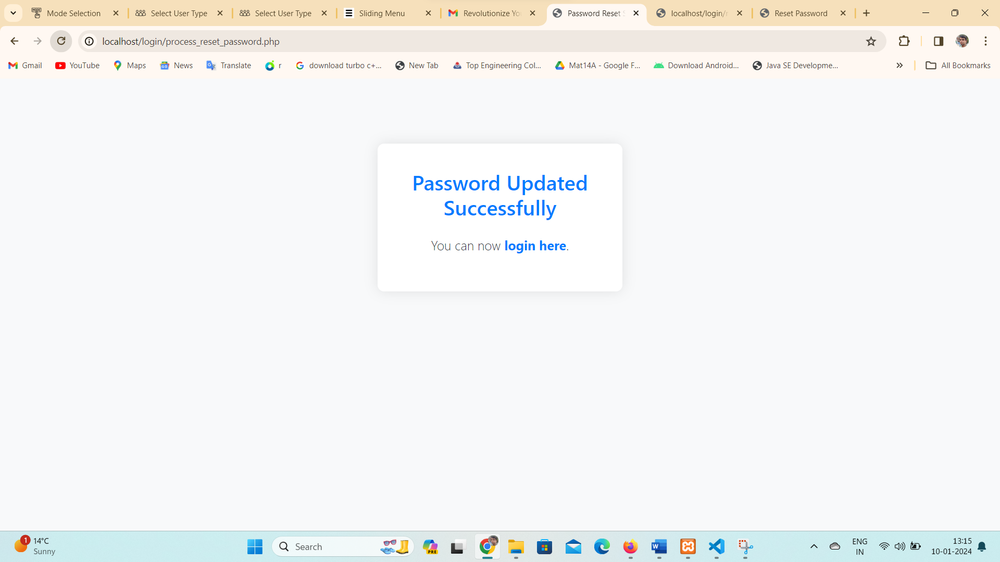 Mode Selection
Select User Type
Select User Type
Sliding Menu
Revolutionize Yo
Password Reset S
localhost/login/r
Reset Password
localhost/login/process_reset_password.php
Gmail
YouTube
Maps
News
Translate
r
download turbo c+...
New Tab
Top Engineering Col...
Mat14A - Google F...
Download Android...
Java SE Developme...
All Bookmarks
Password Updated
Successfully
You can now login here.
1
14°C
Sunny
Search
PRE
ENG
IN
13:15
10-01-2024